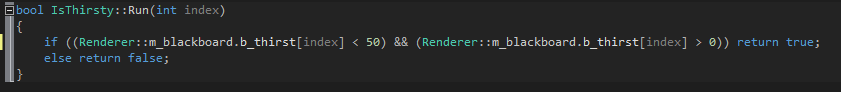 bool IsThirsty::Run(int index)
{
if ((Renderer::m_blackboard.b_thirst[index] < 50) && (Renderer::m_blackboard.b_thirst[index] > 0)) return true;
else return false;
}